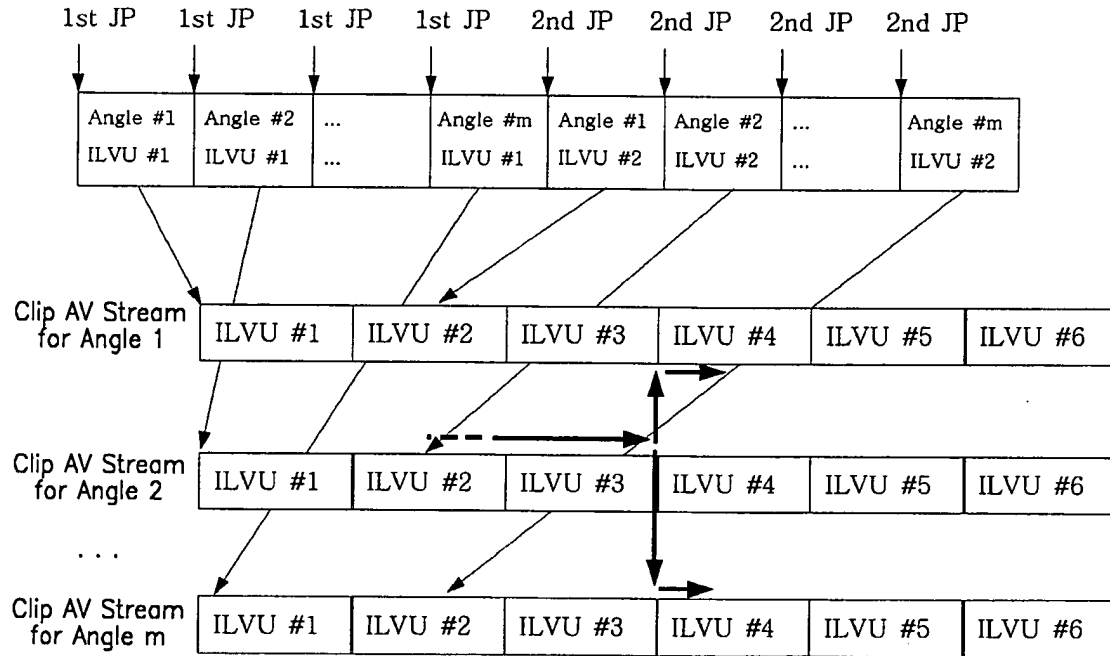 1st JP 1st JP 1st JP 1st JP 2nd JP 2nd JP 2nd JP 2nd JP
Angle #1 Angle #2 ... Angle #m Angle #1 Angle #2 ... Angle #m
ILVU #1 ILVU #1 ... ILVU #1 ILVU #2 ILVU #2 ... ILVU #2
Clip AV Stream
for Angle 1
ILVU #1 ILVU #2 ILVU #3 ILVU #4 ILVU #5 ILVU #6
Clip AV Stream
for Angle 2
ILVU #1 ILVU #2 ILVU #3 ILVU #4 ILVU #5 ILVU #6
. . .
Clip AV Stream
for Angle m
ILVU #1 ILVU #2 ILVU #3 ILVU #4 ILVU #5 ILVU #6